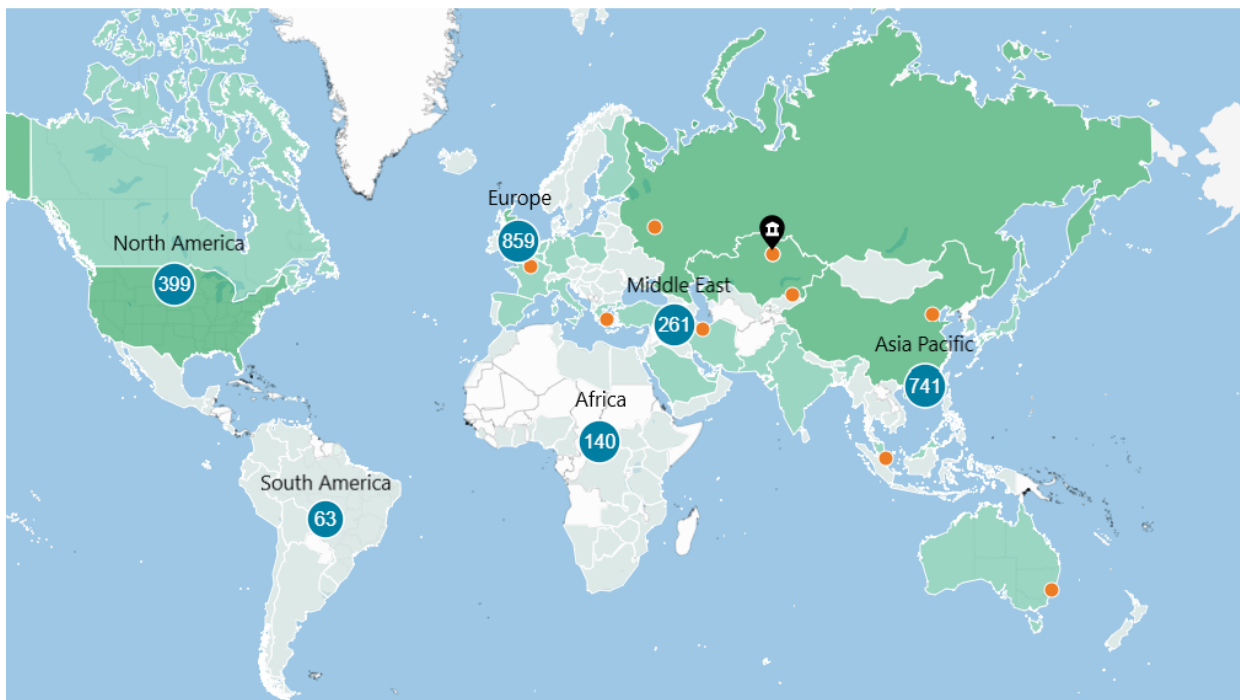 Europe
859
North America
399
Middle East
261
Asia Pacific
741
Africa
140
South America
63